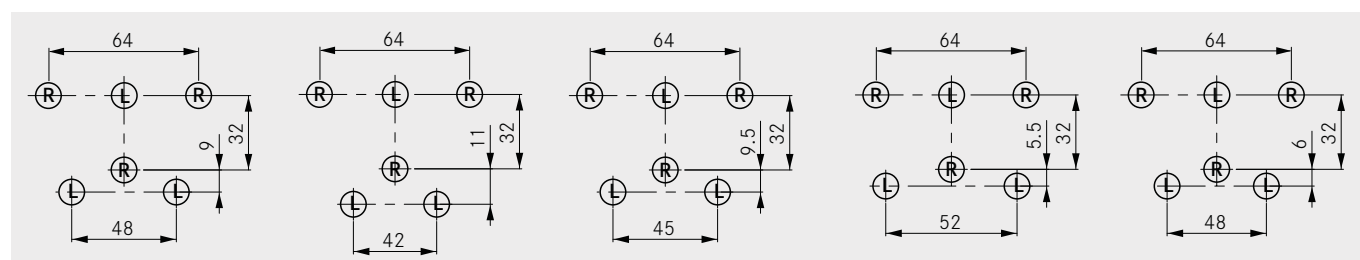 64 64 64 64 64
R L R R L R R L R R L R R L R
9 32 11 32 9.5 32 5.5 32 6 32
R R R R R
L L L L L L L L L L
48 42 45 52 48